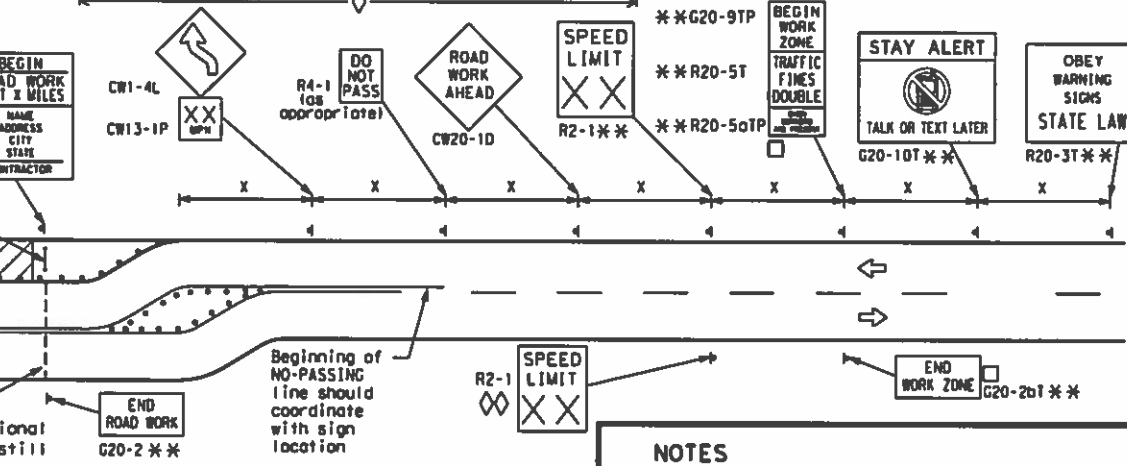 BEGIN
AD WORK
T X MILES
NAME
ADDRESS
CITY
STATE
NTRACTOR
CW1-4L
CW13-1P
XX
MPH
R4-1
(as
appropriate)
DO
NOT
PASS
ROAD
WORK
AHEAD
CW20-1D
SPEED
LIMIT
XX
R2-1**
**G20-9TP
**R20-5T
**R20-5aTP
BEGIN
WORK
ZONE
TRAFFIC
FINES
DOUBLE
STAY ALERT
TALK OR TEXT LATER
G20-10T**
OBEY
WARNING
SIGNS
STATE LAW
R20-3T**
X X X X X X X
Beginning of
NO-PASSING
line should
coordinate
with sign
location
R2-1
SPEED
LIMIT
XX
END
WORK ZONE
G20-2bT**
END
ROAD WORK
G20-2**
ional
still
NOTES